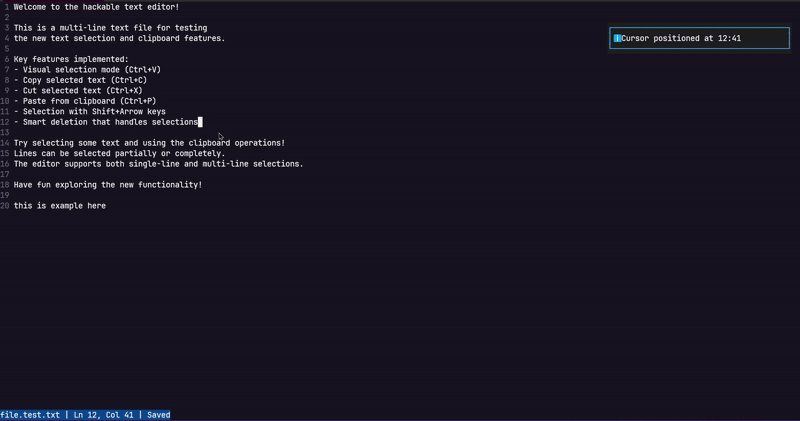 1 Welcome to the hackable text editor!
2
3 This is a multi-line text file for testing
4 the new text selection and clipboard features.
5
6 Key features implemented:
7 - Visual selection mode (Ctrl+V)
8 - Copy selected text (Ctrl+C)
9 - Cut selected text (Ctrl+X)
10 - Paste from clipboard (Ctrl+P)
11 - Selection with Shift+Arrow keys
12 - Smart deletion that handles selections
13
14 Try selecting some text and using the clipboard operations!
15 Lines can be selected partially or completely.
16 The editor supports both single-line and multi-line selections.
17
18 Have fun exploring the new functionality!
19
20 this is example here
Cursor positioned at 12:41
file.test.txt | Ln 12, Col 41 | Saved